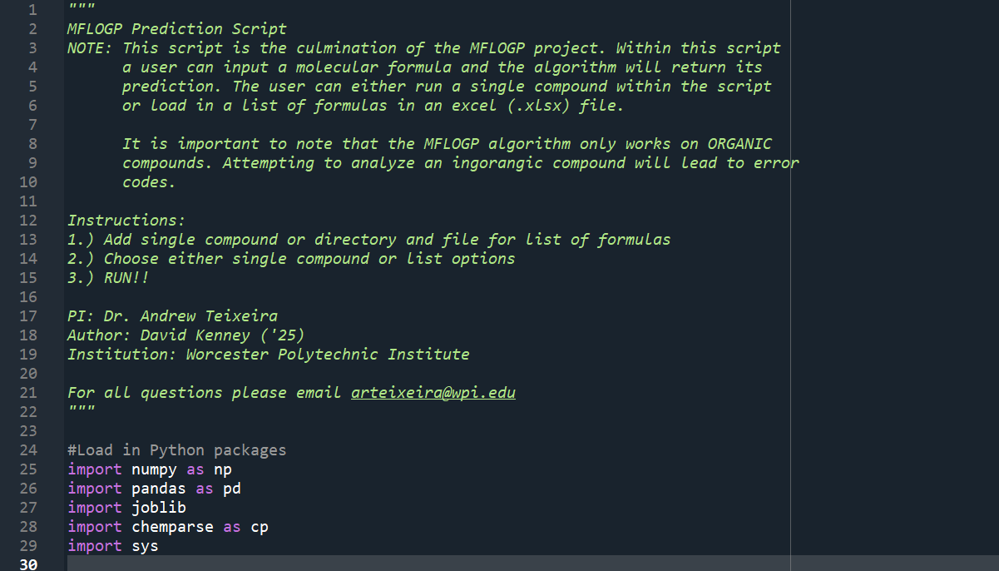 1 """
2 MFLOGP Prediction Script
3 NOTE: This script is the culmination of the MFLOGP project. Within this script
4 a user can input a molecular formula and the algorithm will return its
5 prediction. The user can either run a single compound within the script
6 or load in a list of formulas in an excel (.xlsx) file.
7
8 It is important to note that the MFLOGP algorithm only works on ORGANIC
9 compounds. Attempting to analyze an ingorangic compound will lead to error
10 codes.
11
12 Instructions:
13 1.) Add single compound or directory and file for list of formulas
14 2.) Choose either single compound or list options
15 3.) RUN!!
16
17 PI: Dr. Andrew Teixeira
18 Author: David Kenney ('25)
19 Institution: Worcester Polytechnic Institute
20
21 For all questions please email arteixeira@wpi.edu
22 """
23
24 #Load in Python packages
25 import numpy as np
26 import pandas as pd
27 import joblib
28 import chemparse as cp
29 import sys
30